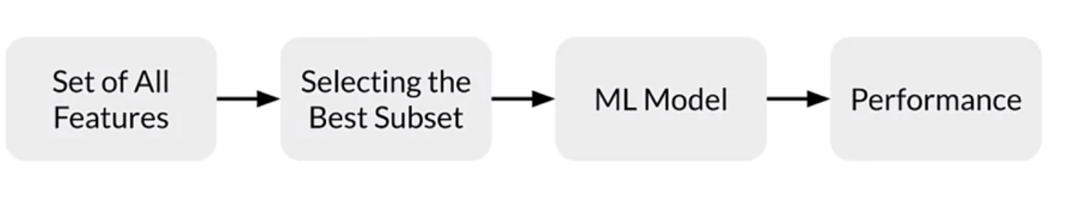 Set of All
Features
Selecting the
Best Subset
ML Model
Performance